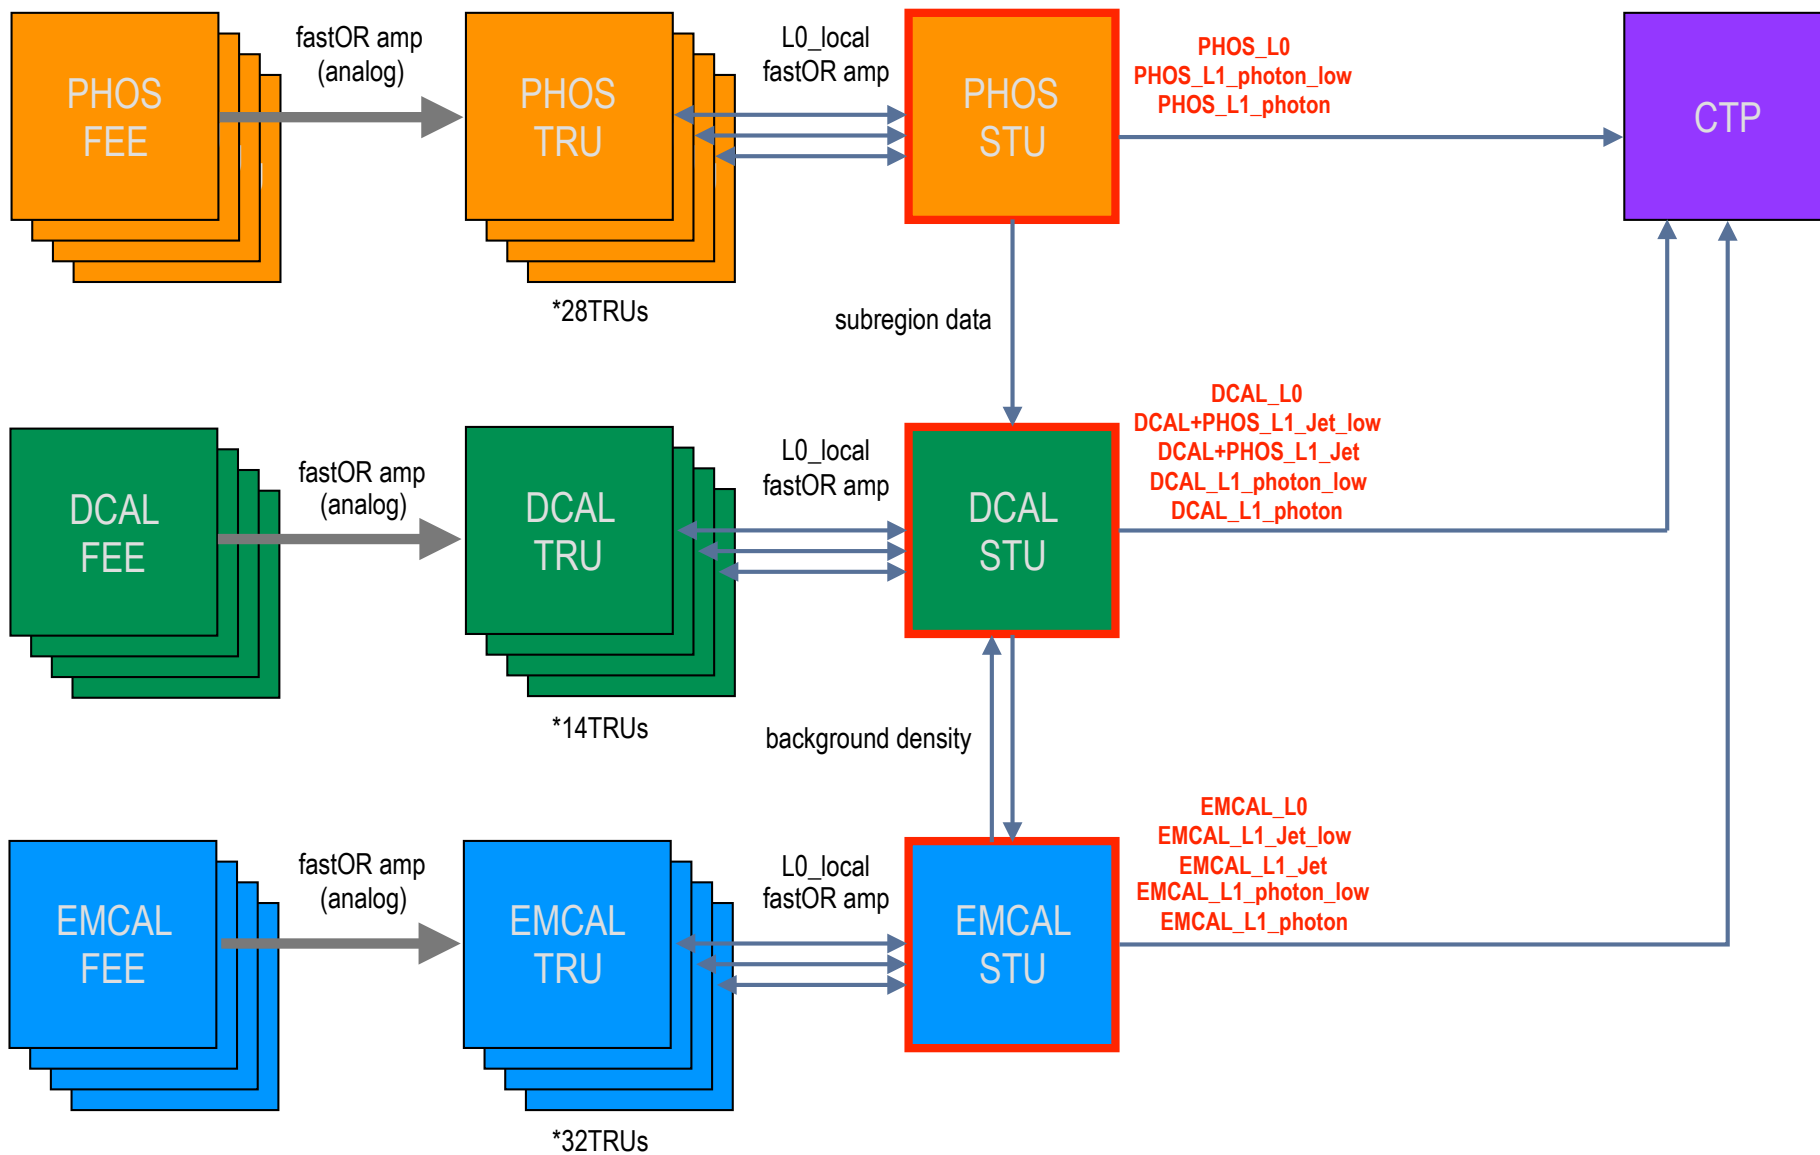 PHOS
FEE
fastOR amp
(analog)
PHOS
TRU
*28TRUs
L0_local
fastOR amp
PHOS
STU
PHOS_L0
PHOS_L1_photon_low
PHOS_L1_photon
CTP
subregion data
DCAL
FEE
fastOR amp
(analog)
DCAL
TRU
*14TRUs
L0_local
fastOR amp
DCAL
STU
DCAL_L0
DCAL+PHOS_L1_Jet_low
DCAL+PHOS_L1_Jet
DCAL_L1_photon_low
DCAL_L1_photon
background density
EMCAL
FEE
fastOR amp
(analog)
EMCAL
TRU
*32TRUs
L0_local
fastOR amp
EMCAL
STU
EMCAL_L0
EMCAL_L1_Jet_low
EMCAL_L1_Jet
EMCAL_L1_photon_low
EMCAL_L1_photon